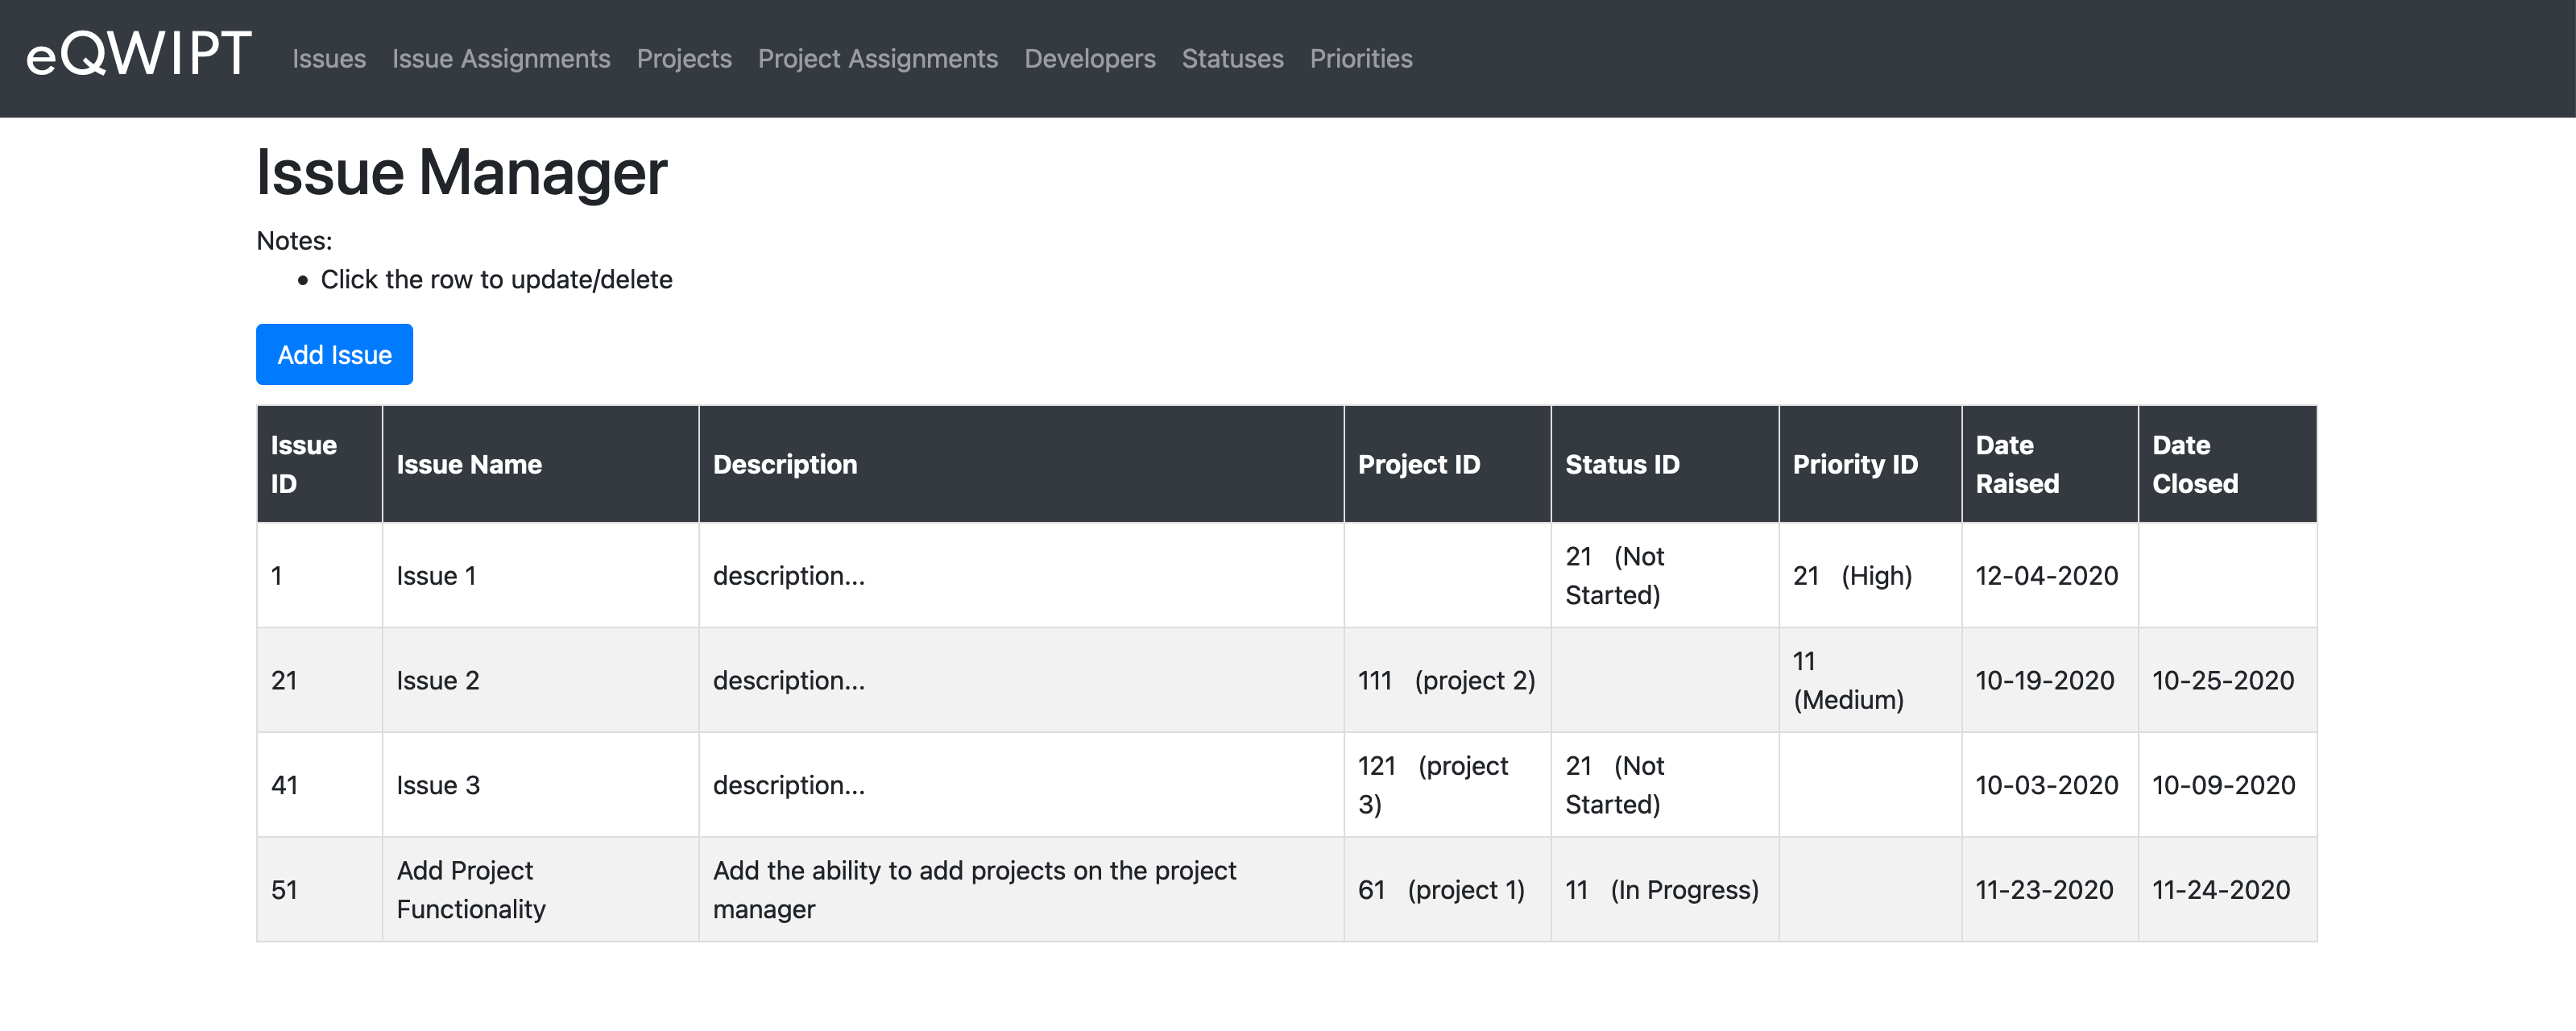 eQWIPT Issues Issue Assignments Projects Project Assignments Developers Statuses Priorities
Issue Manager
Notes:
• Click the row to update/delete
Add Issue
Issue ID Issue Name Description Project ID Status ID Priority ID Date Raised Date Closed
1 Issue 1 description... 21 (Not Started) 21 (High) 12-04-2020
21 Issue 2 description... 111 (project 2) 11 (Medium) 10-19-2020 10-25-2020
41 Issue 3 description... 121 (project 3) 21 (Not Started) 10-03-2020 10-09-2020
51 Add Project Functionality Add the ability to add projects on the project manager 61 (project 1) 11 (In Progress) 11-23-2020 11-24-2020